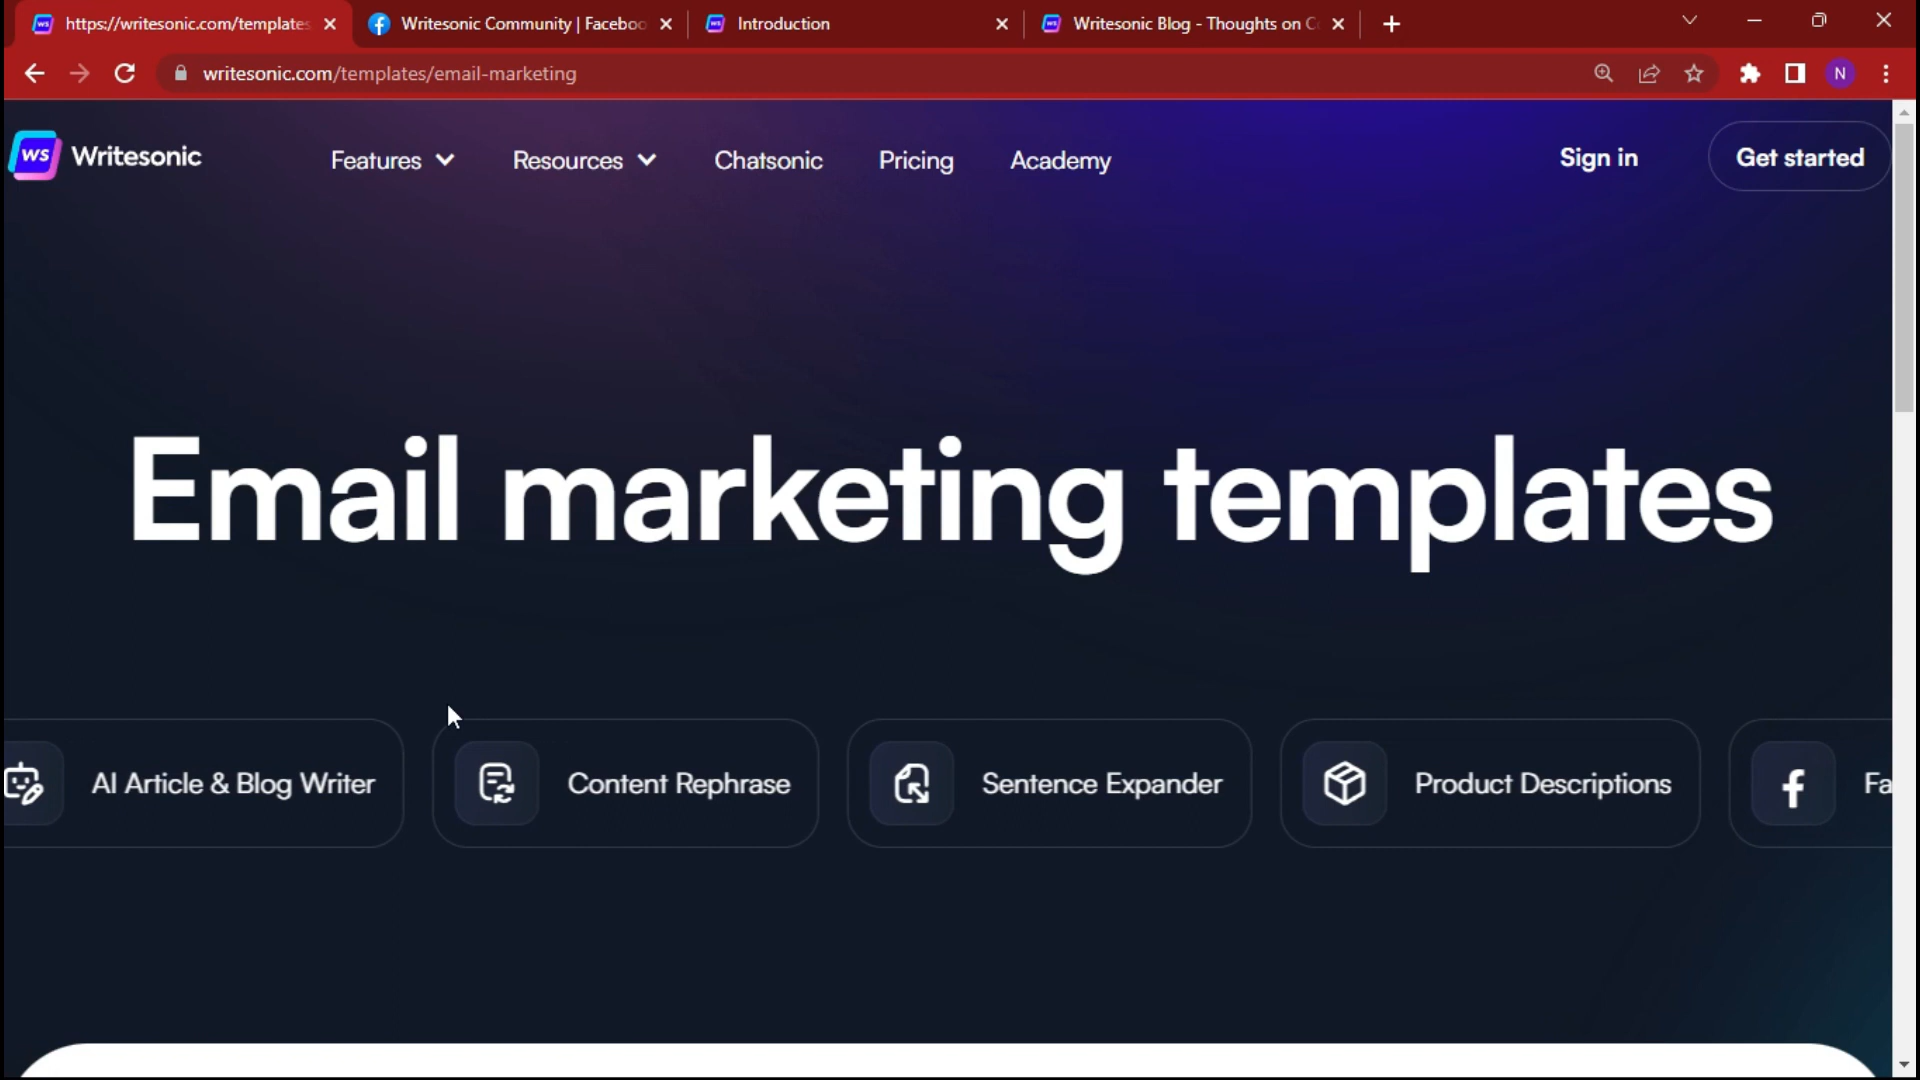 https://writesonic.com/templates
Writesonic Community | Faceboo
Introduction
Writesonic Blog - Thoughts on C
writesonic.com/templates/email-marketing
N
WS Writesonic
Features
Resources
Chatsonic
Pricing
Academy
Sign in
Get started
Email marketing templates
AI Article & Blog Writer
Content Rephrase
Sentence Expander
Product Descriptions
Fa